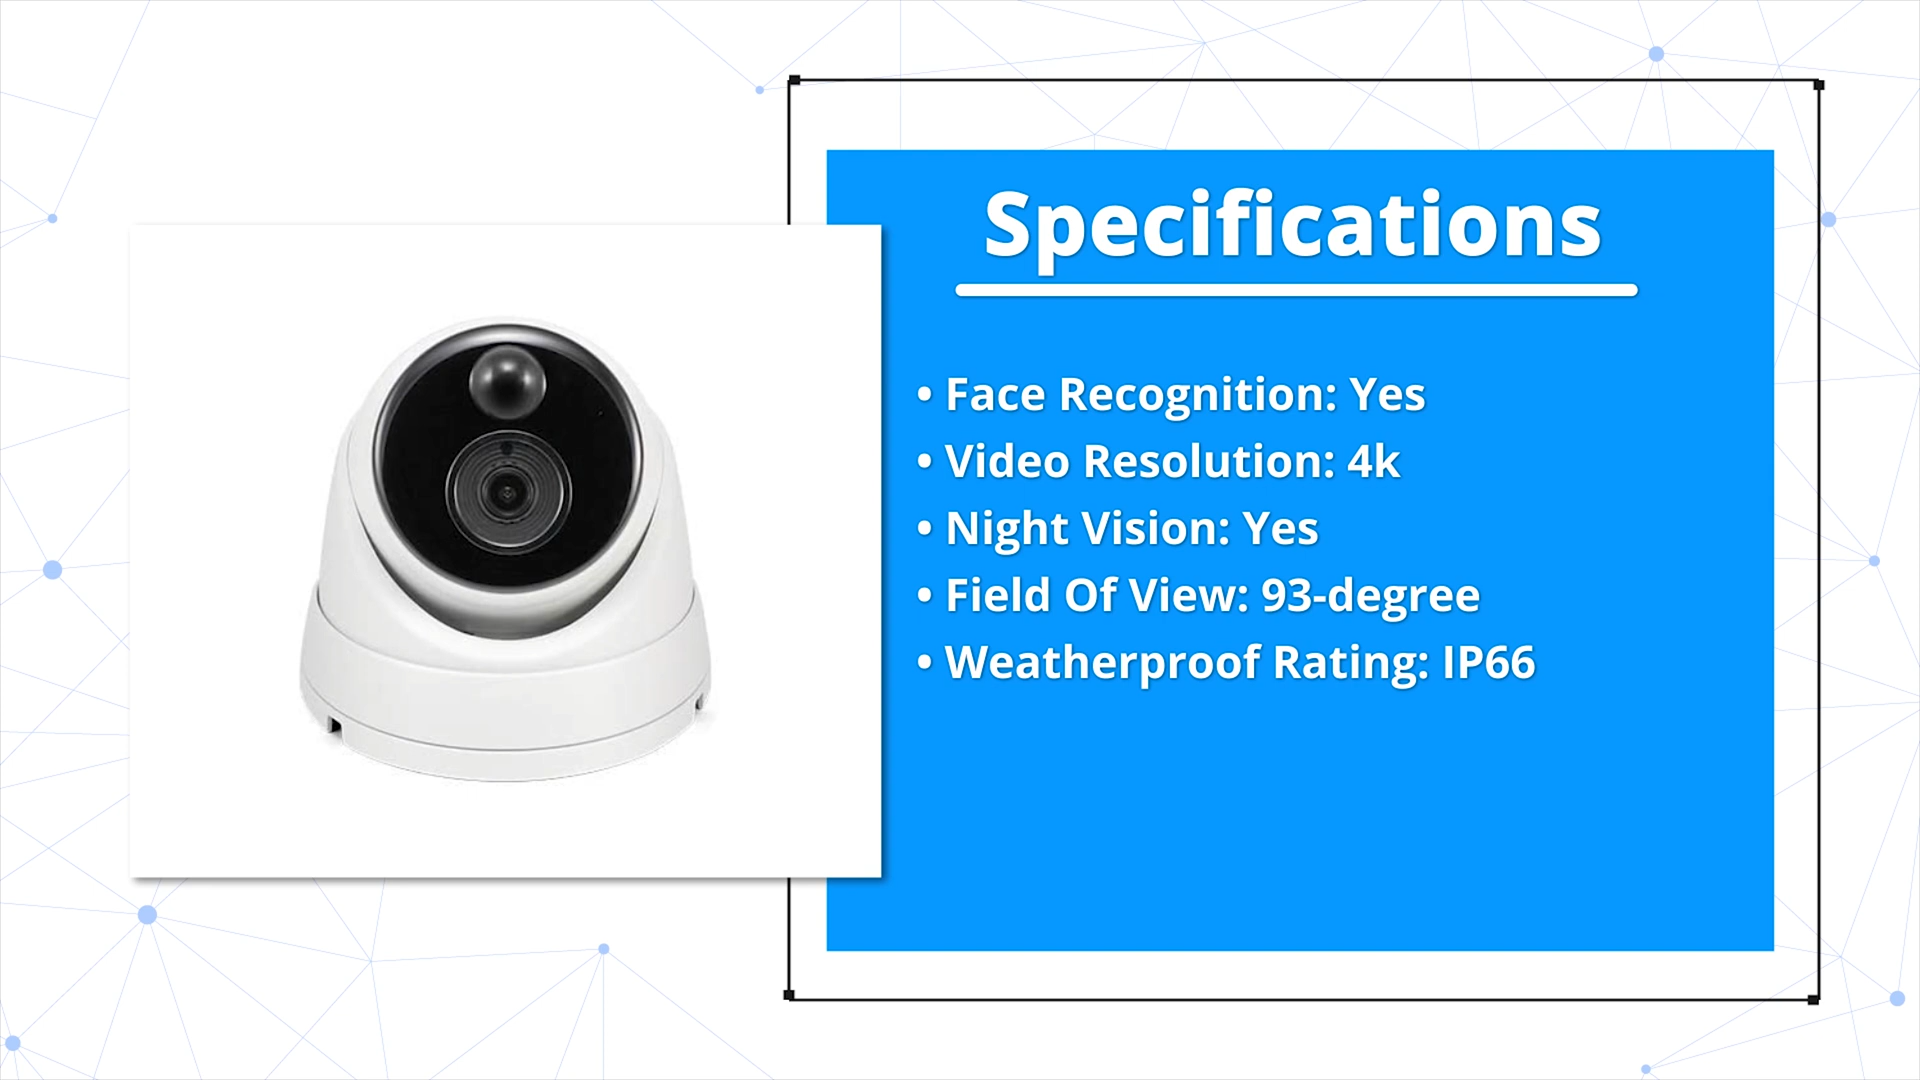 Specifications
• Face Recognition: Yes
• Video Resolution: 4k
• Night Vision: Yes
• Field Of View: 93-degree
• Weatherproof Rating: IP66